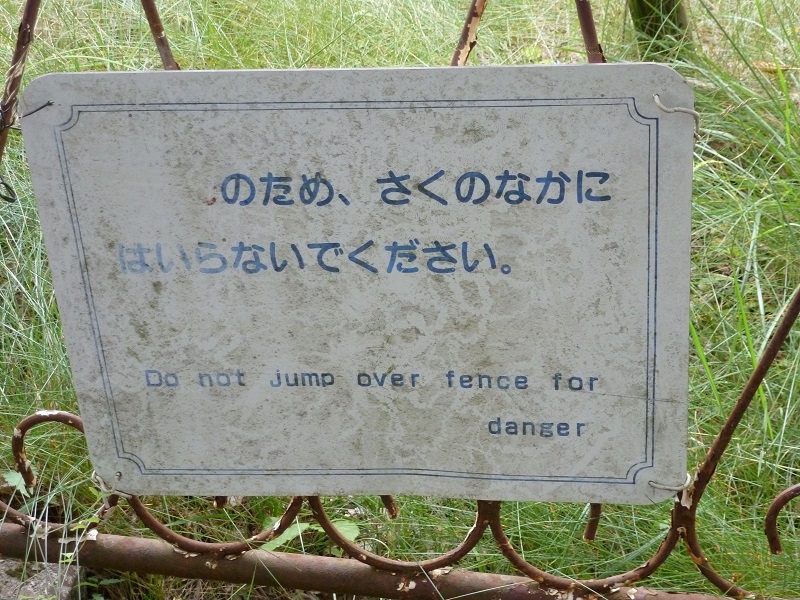 のため、さくのなかに
はいらないでください。
Do not jump over fence for
danger